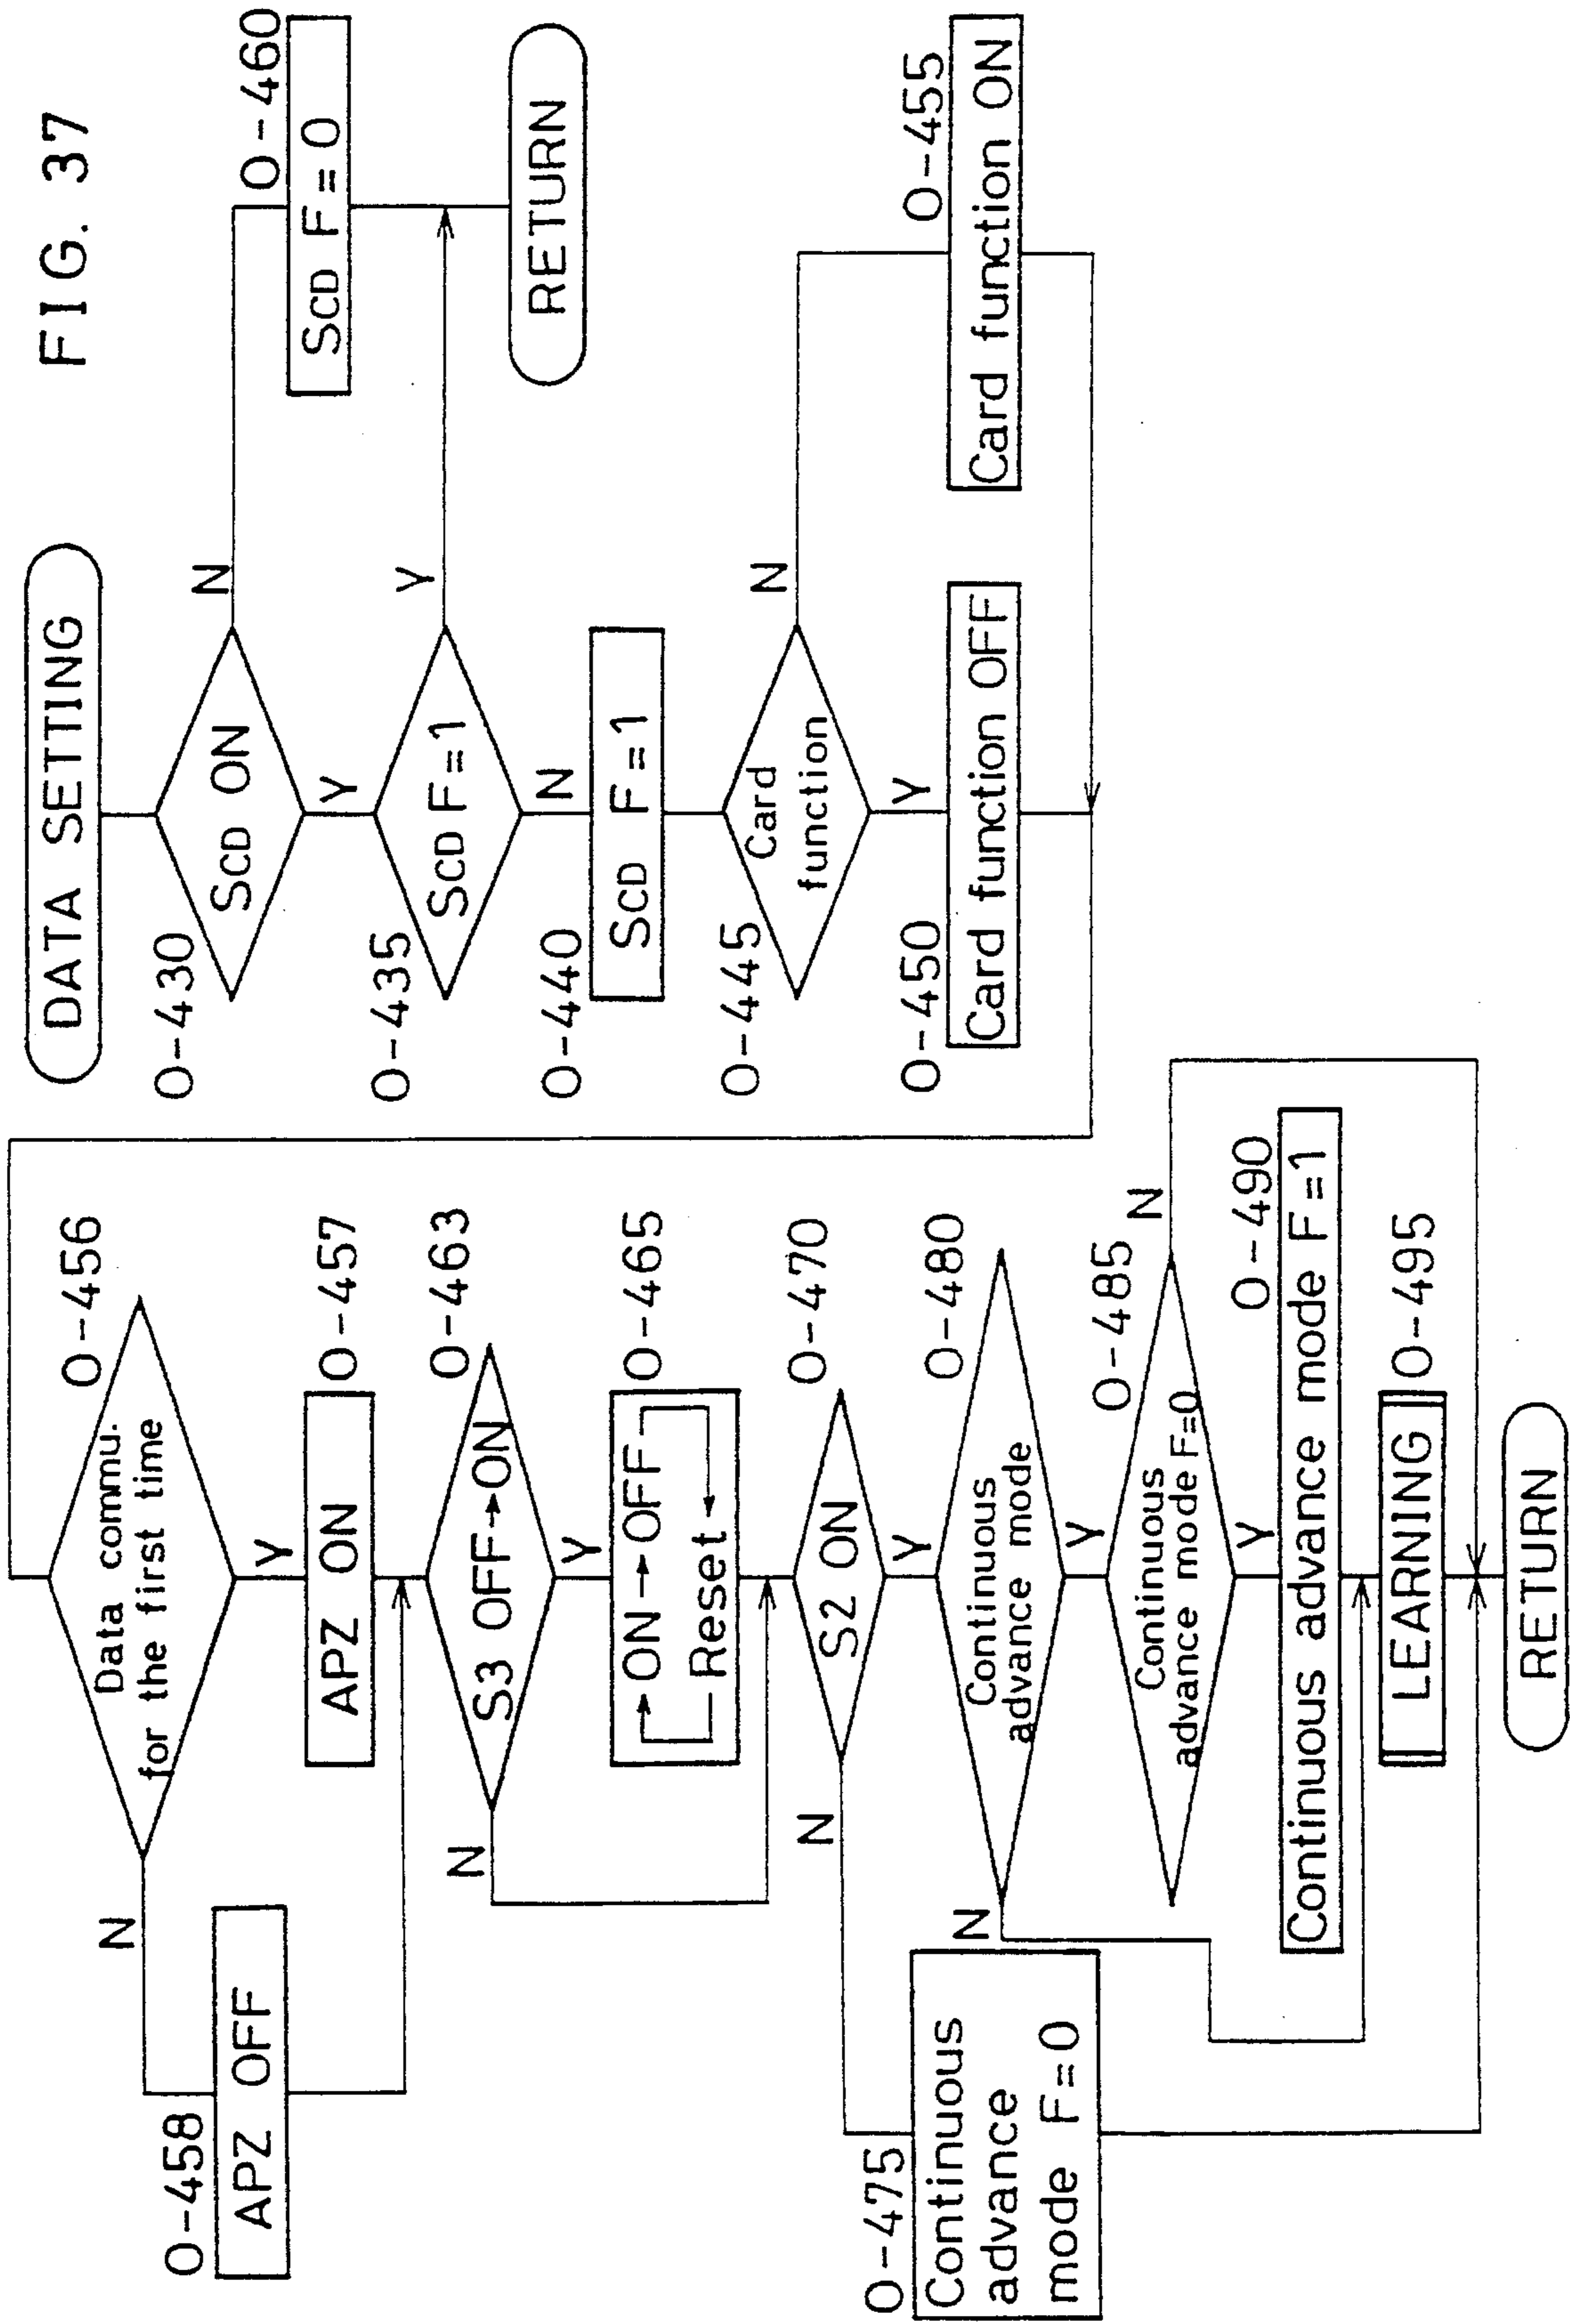 FIG. 37
DATA SETTING
O-430
SCD ON
N
Y
O-460
SCD F=0
O-435
SCD F=1
Y
N
RETURN
O-440
SCD F=1
O-445
Card
function
N
Y
O-450
Card function OFF
O-455
Card function ON
O-456
Data commu.
for the first time
N
Y
O-458
APZ OFF
O-457
APZ ON
O-463
S3 OFF→ON
N
Y
O-465
ON→OFF
Reset
O-470
S2 ON
N
Y
O-475
Continuous
advance
mode F=0
O-480
Continuous
advance mode
N
Y
O-485
Continuous
advance mode F=0
N
Y
O-490
Continuous advance mode F=1
LEARNING
O-495
RETURN